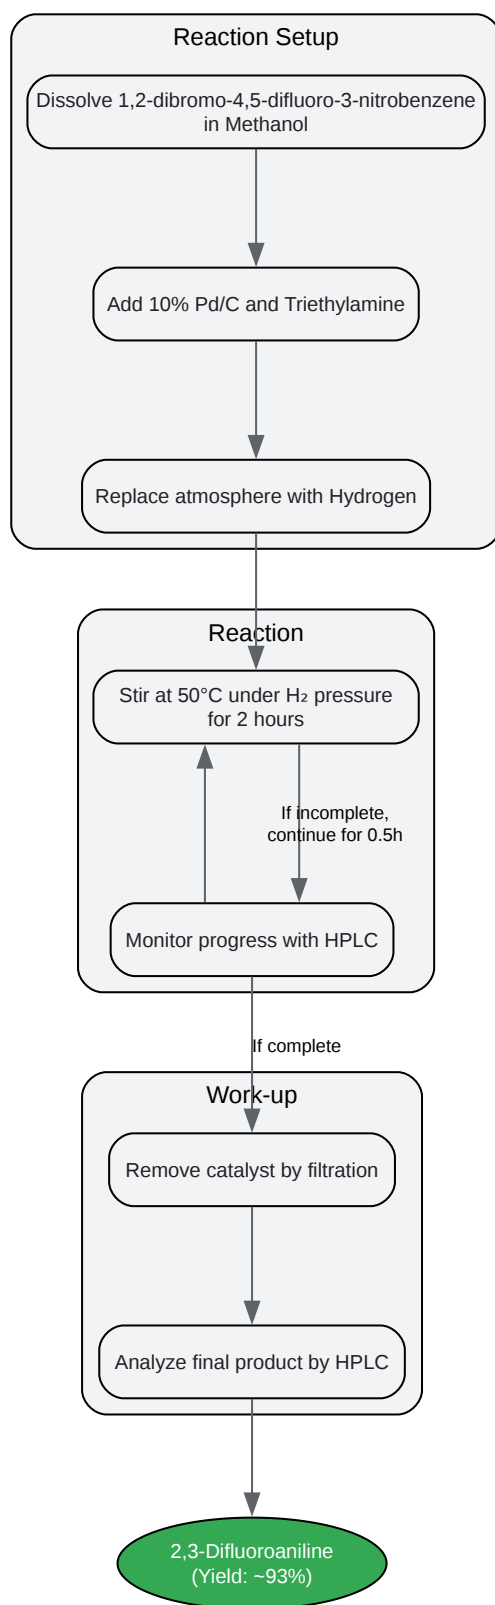 Reaction Setup
Dissolve 1,2-dibromo-4,5-difluoro-3-nitrobenzene
in Methanol
Add 10% Pd/C and Triethylamine
Replace atmosphere with Hydrogen
Reaction
Stir at 50°C under H₂ pressure
for 2 hours
If incomplete,
continue for 0.5h
Monitor progress with HPLC
If complete
Work-up
Remove catalyst by filtration
Analyze final product by HPLC
2,3-Difluoroaniline
(Yield: ~93%)